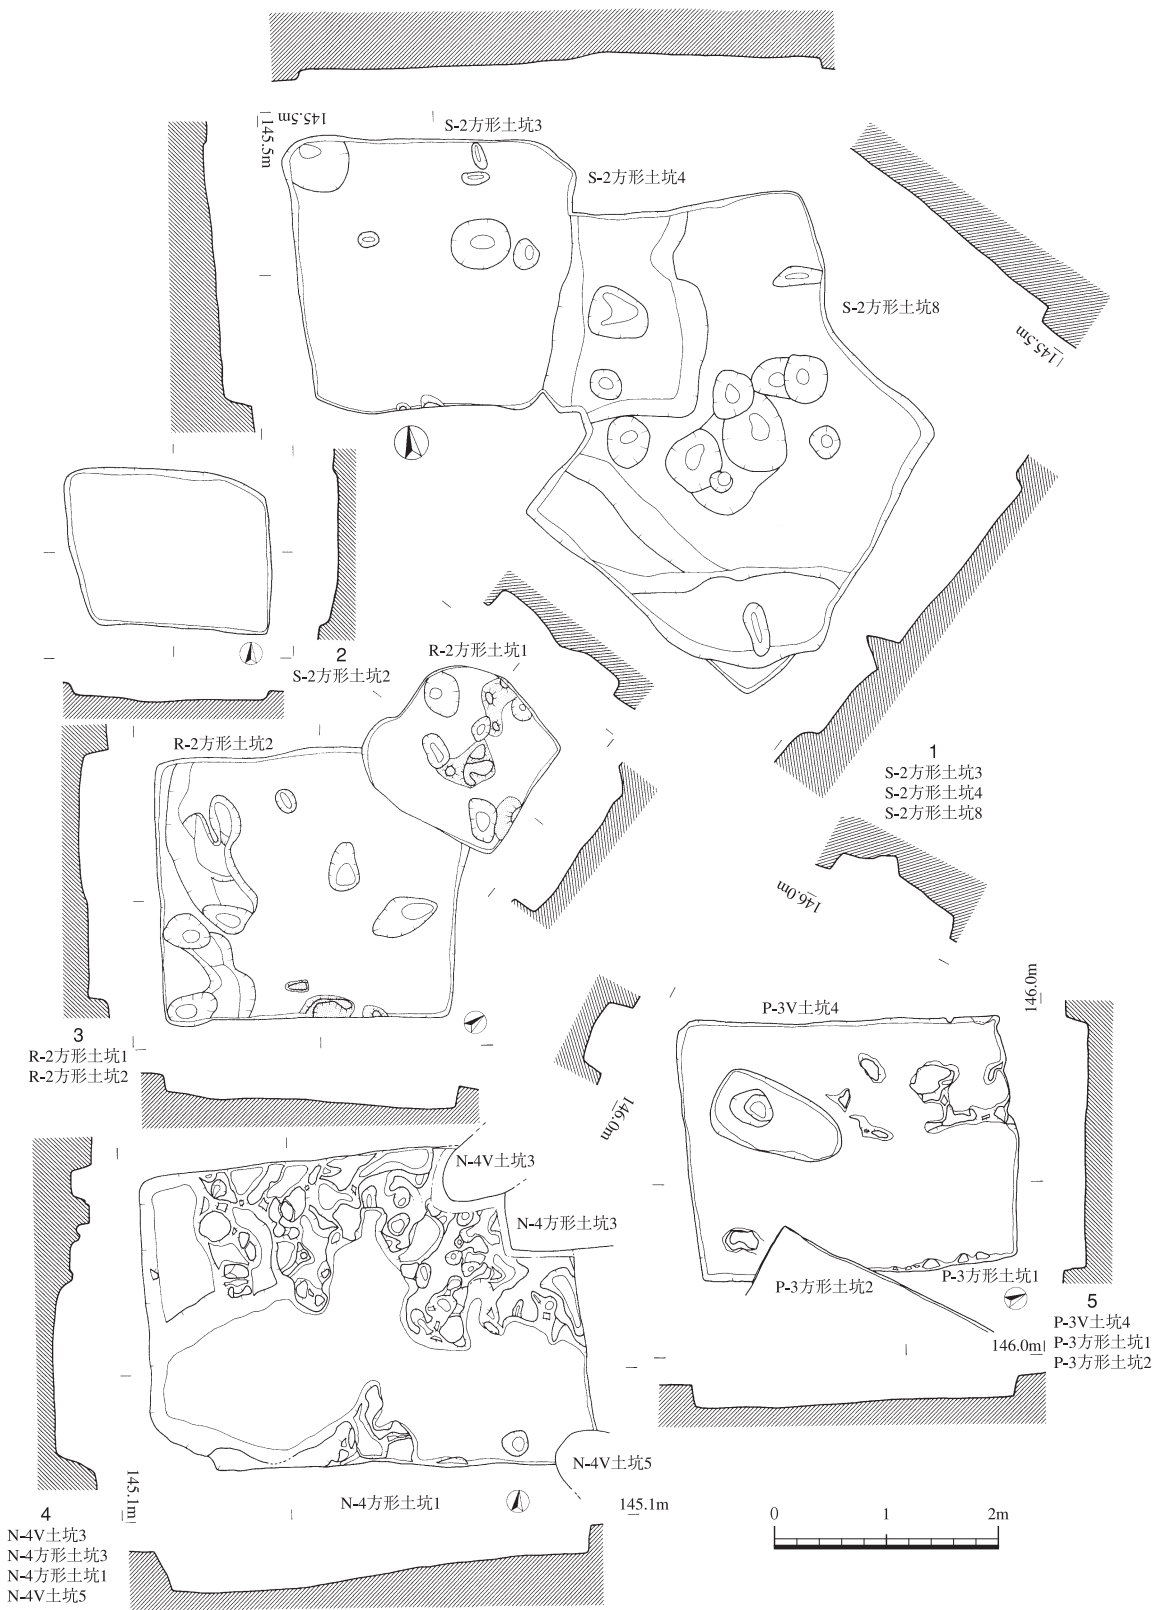 145.5m
145.5m
S-2方形土坑3
S-2方形土坑4
S-2方形土坑8
145.5m
1
S-2方形土坑3
S-2方形土坑4
S-2方形土坑8
2
S-2方形土坑2
R-2方形土坑1
R-2方形土坑2
3
R-2方形土坑1
R-2方形土坑2
146.0m
146.0m
P-3V土坑4
146.0m
P-3方形土坑1
P-3方形土坑2
146.0m
5
P-3V土坑4
P-3方形土坑1
P-3方形土坑2
N-4V土坑3
N-4方形土坑3
N-4V土坑5
N-4方形土坑1
145.1m
145.1m
4
N-4V土坑3
N-4方形土坑3
N-4方形土坑1
N-4V土坑5
0 1 2m